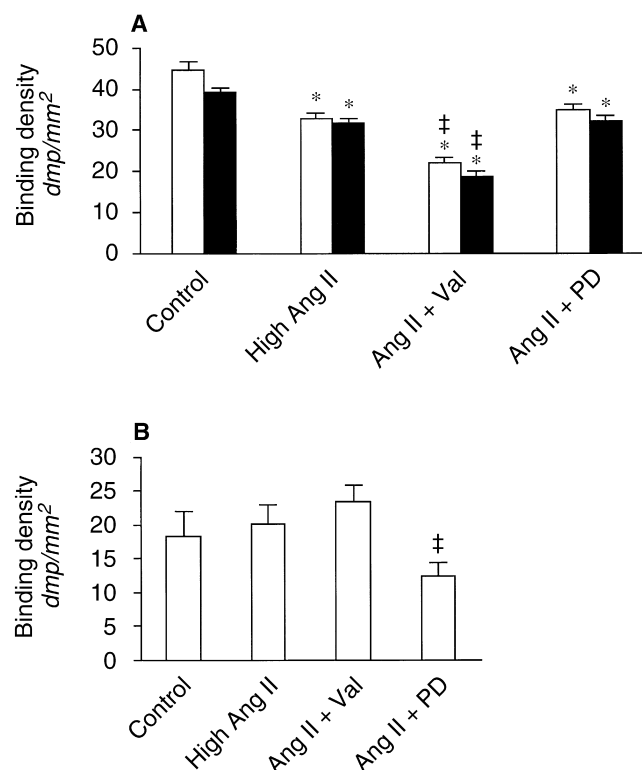 A
50
40
30
20
10
0
Binding density
dmp/mm2
* *
‡ ‡
* *
* *
Control
High Ang II
Ang II + Val
Ang II + PD
B
30
25
20
15
10
5
0
Binding density
dmp/mm2
‡
Control
High Ang II
Ang II + Val
Ang II + PD